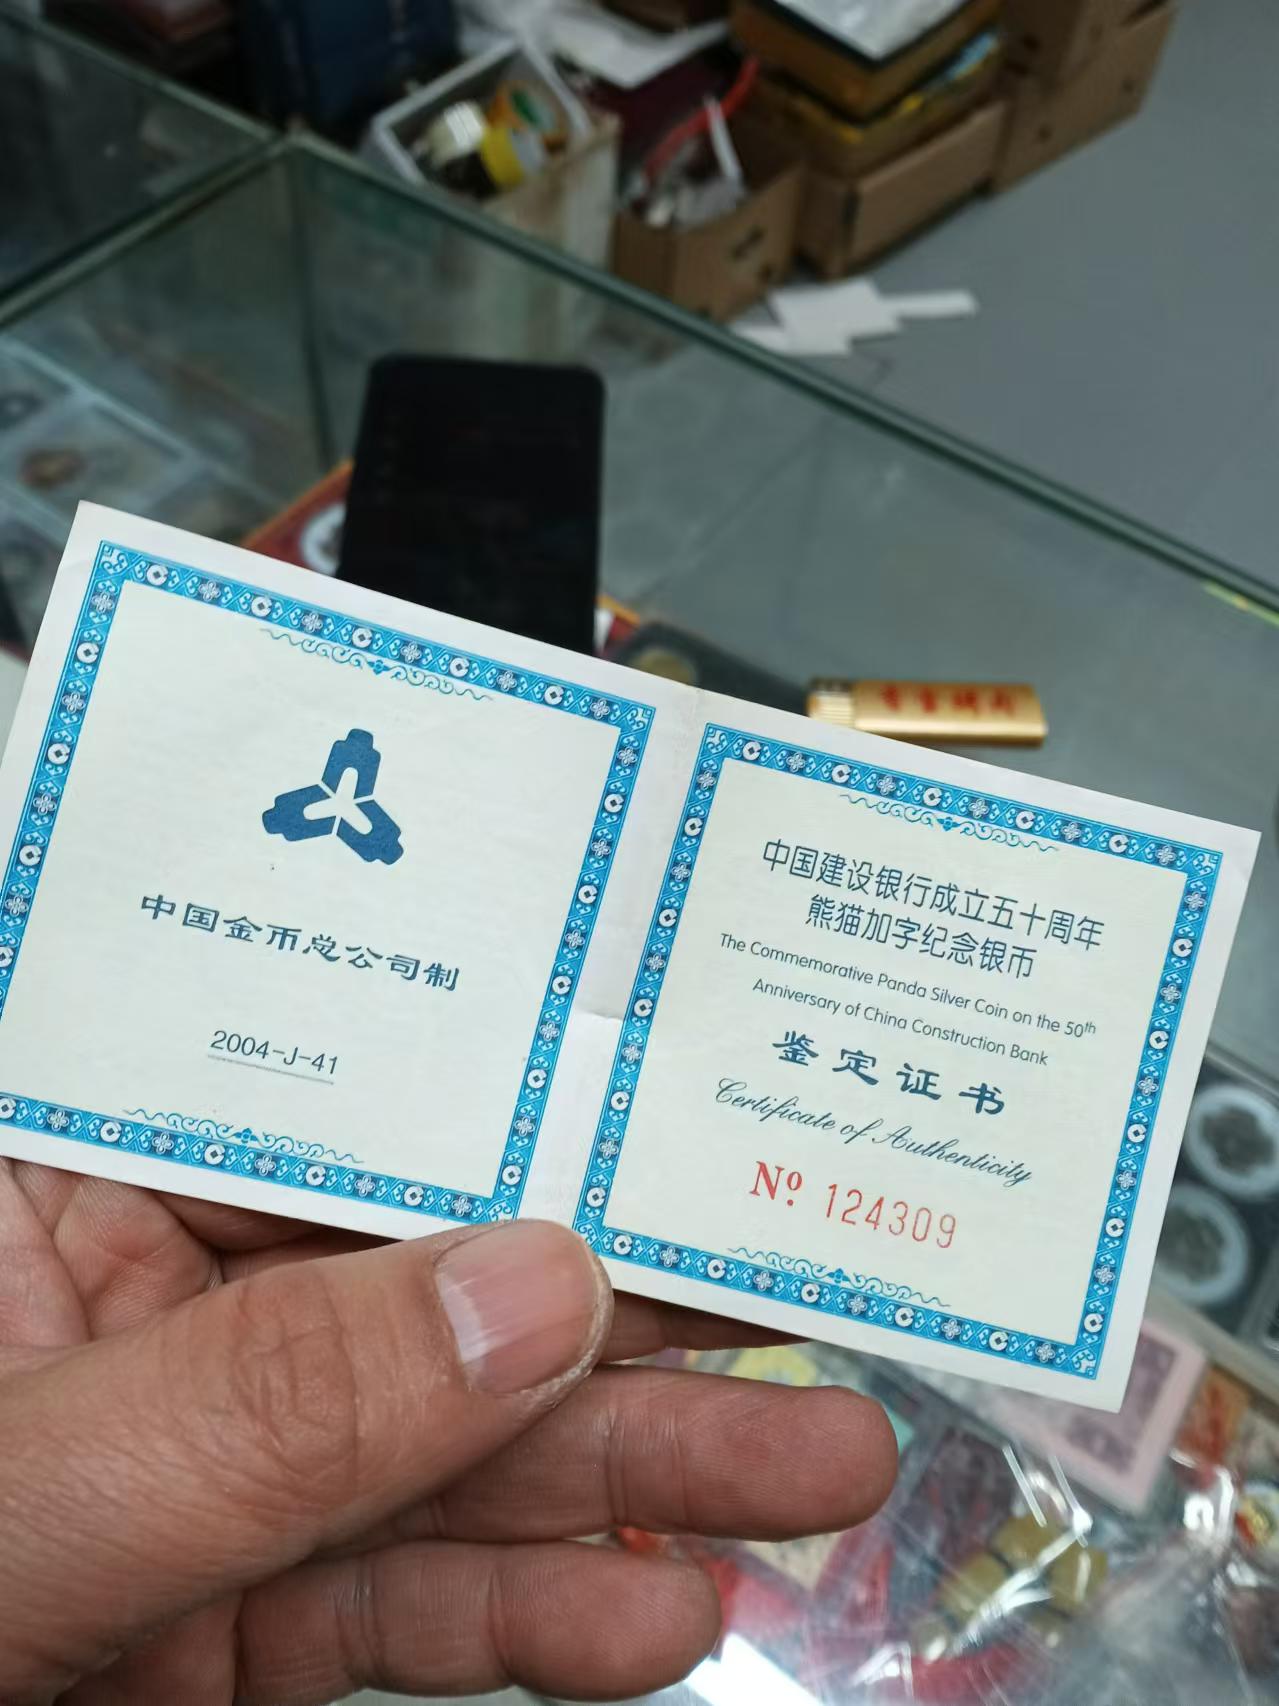 中国金币总公司制
2004-J-41
中国建设银行成立五十周年
熊猫加字纪念银币
The Commemorative Panda Silver Coin on the 50th
Anniversary of China Construction Bank
鉴定证书
Certificate of Authenticity
Nº 124309